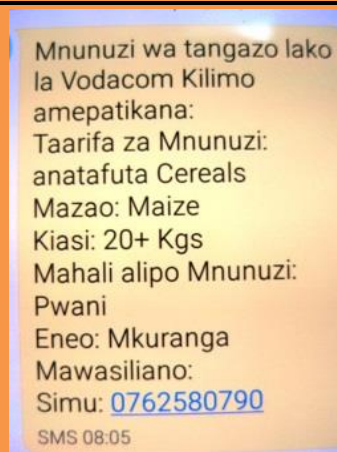 Mnunuzi wa tangazo lako
la Vodacom Kilimo
amepatikana:
Taarifa za Mnunuzi:
anatafuta Cereals
Mazao: Maize
Kiasi: 20+ Kgs
Mahali alipo Mnunuzi:
Pwani
Eneo: Mkuranga
Mawasiliano:
Simu: 0762580790
SMS 08:05